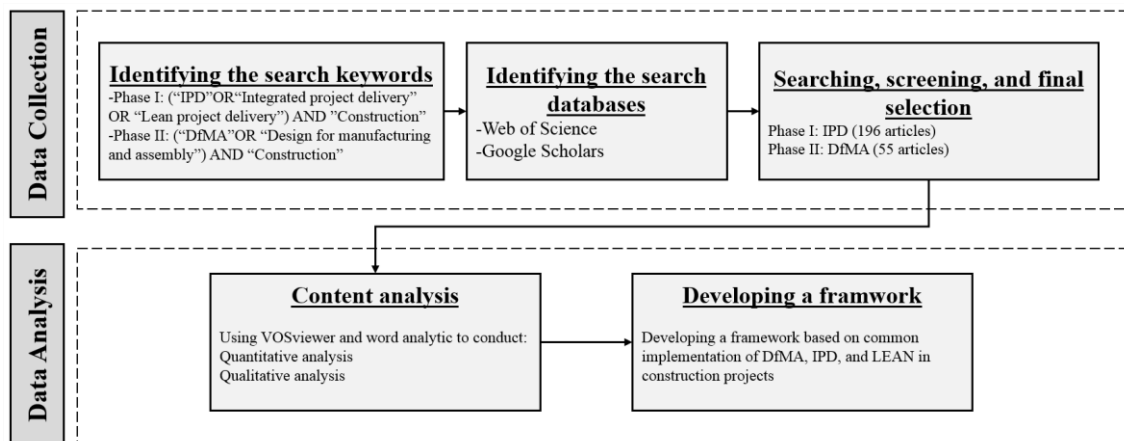 Data Collection
Identifying the search keywords
-Phase I: (“IPD”OR“Integrated project delivery”
OR “Lean project delivery”) AND ”Construction”
-Phase II: (“DfMA”OR “Design for manufacturing
and assembly”) AND “Construction”
Identifying the search
databases
-Web of Science
-Google Scholars
Searching, screening, and final
selection
Phase I: IPD (196 articles)
Phase II: DfMA (55 articles)
Data Analysis
Content analysis
Using VOSviewer and word analytic to conduct:
Quantitative analysis
Qualitative analysis
Developing a framwork
Developing a framework based on common
implementation of DfMA, IPD, and LEAN in
construction projects